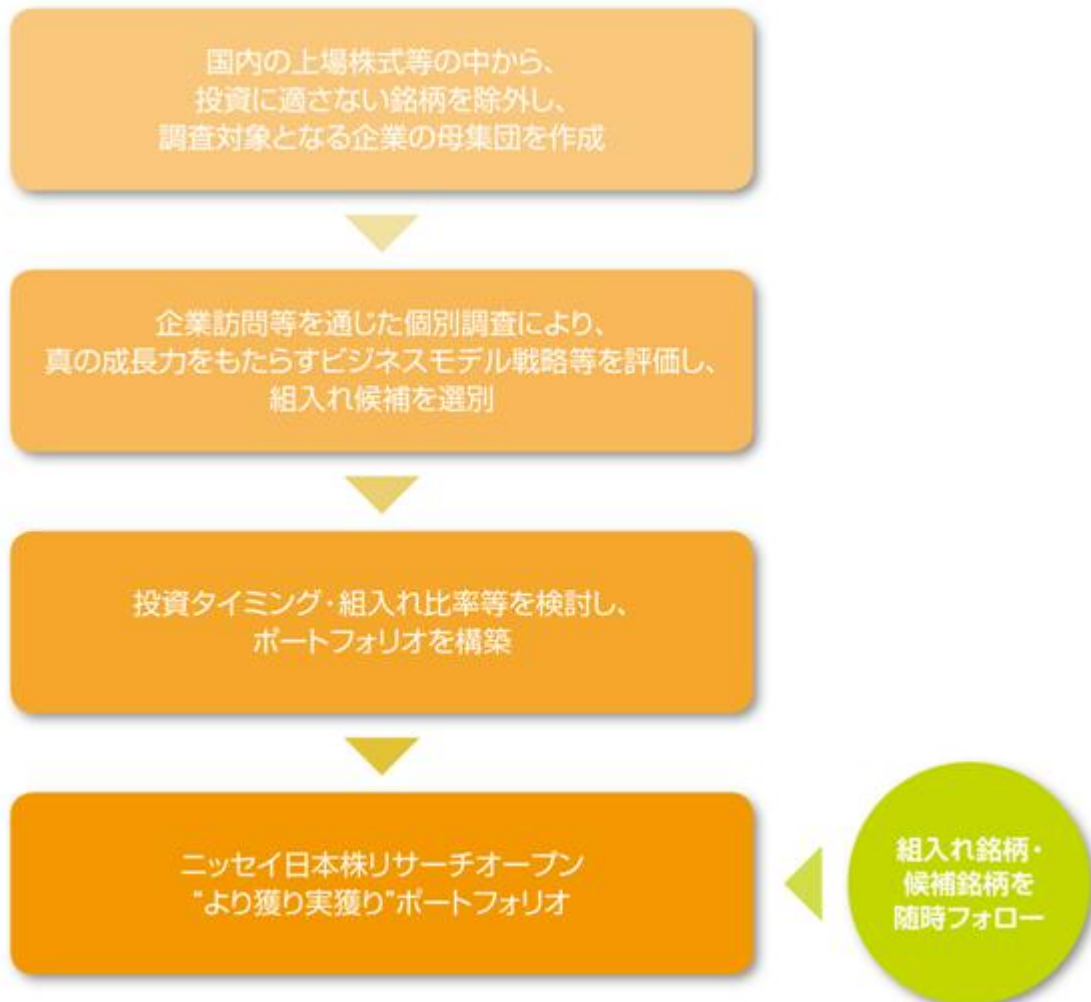 国内の上場株式等の中から、
投資に適さない銘柄を除外し、
調査対象となる企業の母集団を作成
企業訪問等を通じた個別調査により、
真の成長力をもたらすビジネスモデル戦略等を評価し、
組入れ候補を選別
投資タイミング・組入れ比率等を検討し、
ポートフォリオを構築
ニッセイ日本株リサーチオープン
“より獲り実獲り”ポートフォリオ
組入れ銘柄・
候補銘柄を
随時フォロー